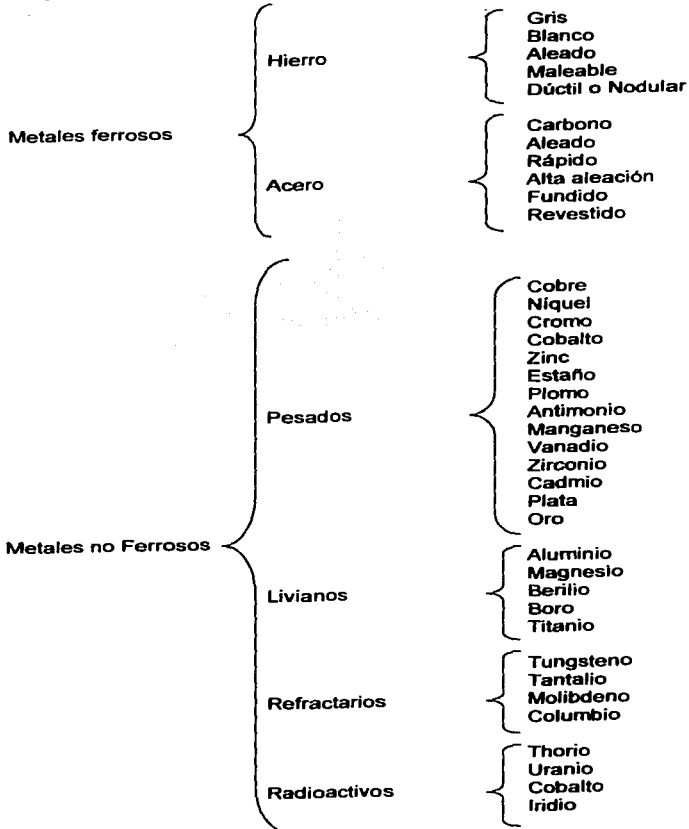 Metales ferrosos
Hierro
Gris
Blanco
Aleado
Maleable
Dúctil o Nodular
Acero
Carbono
Aleado
Rápido
Alta aleación
Fundido
Revestido
Metales no Ferrosos
Pesados
Cobre
Níquel
Cromo
Cobalto
Zinc
Estaño
Plomo
Antimonio
Manganeso
Vanadio
Zirconio
Cadmio
Plata
Oro
Livianos
Aluminio
Magnesio
Berilio
Boro
Titanio
Refractarios
Tungsteno
Tantalio
Molibdeno
Columbio
Radioactivos
Thorio
Uranio
Cobalto
Iridio